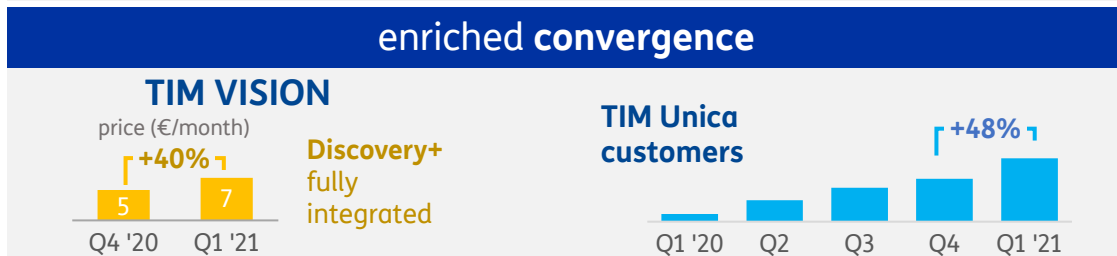 enriched convergence
TIM VISION
price (€/month)
+40%
5
7
Q4 '20
Q1 '21
Discovery+
fully
integrated
TIM Unica
customers
+48%
Q1 '20
Q2
Q3
Q4
Q1 '21